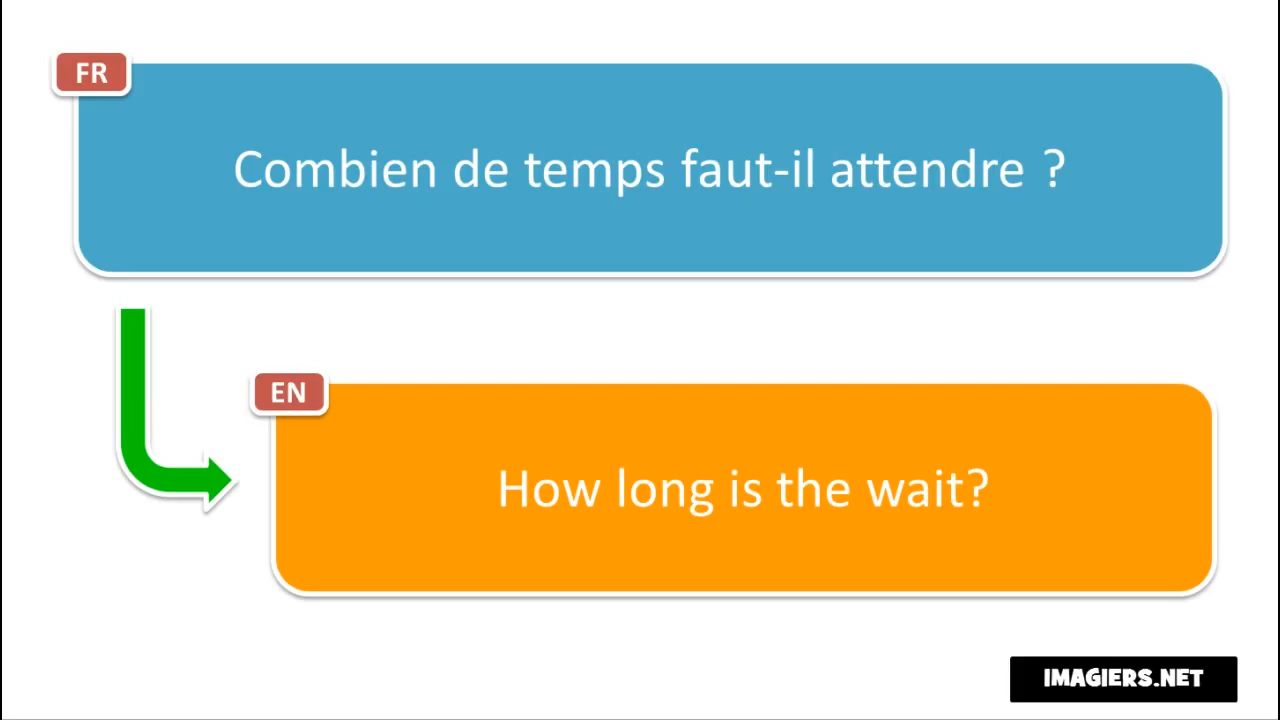 FR
Combien de temps faut-il attendre ?
EN
How long is the wait?
IMAGIERS.NET